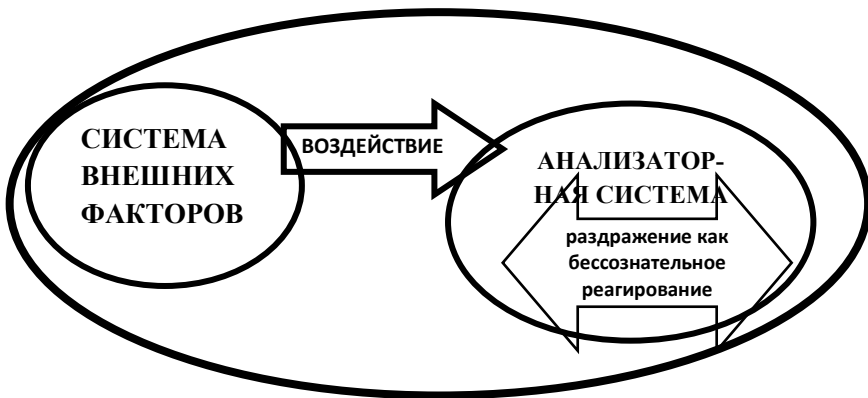 СИСТЕМА
ВНЕШНИХ
ФАКТОРОВ
ВОЗДЕЙСТВИЕ
АНАЛИЗАТОР-
НАЯ СИСТЕМА
раздражение как
бессознательное
реагирование